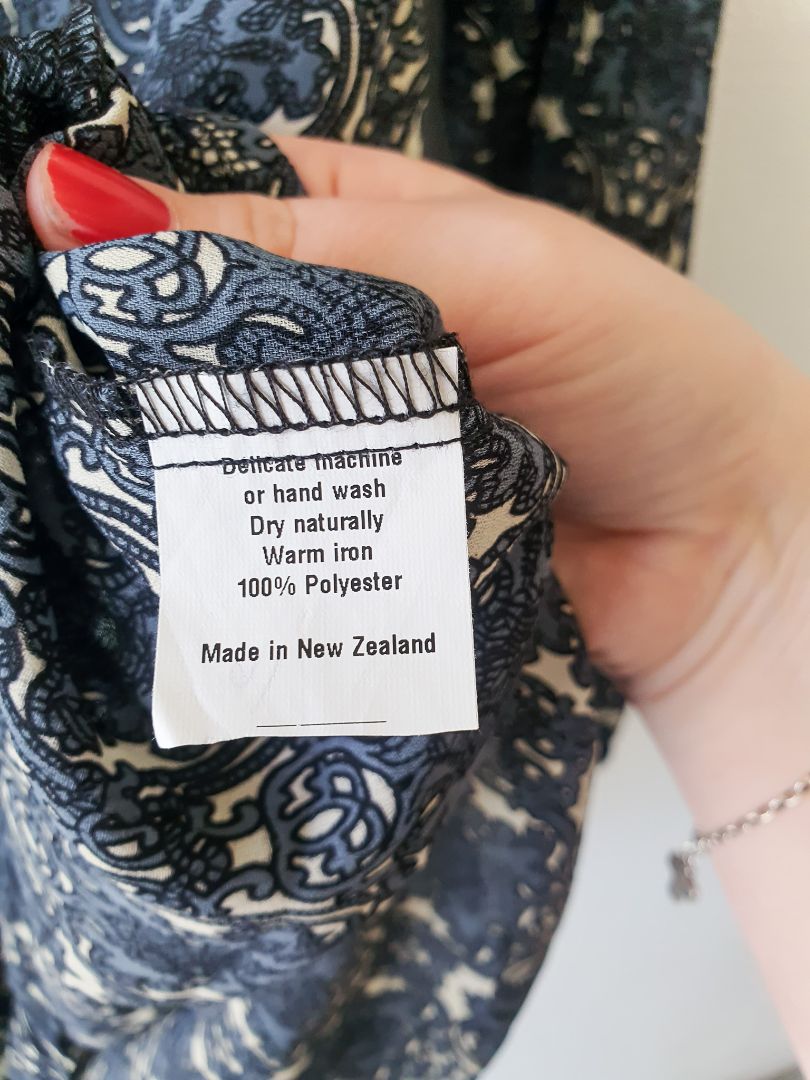 Delicate machine
or hand wash
Dry naturally
Warm iron
100% Polyester
Made in New Zealand